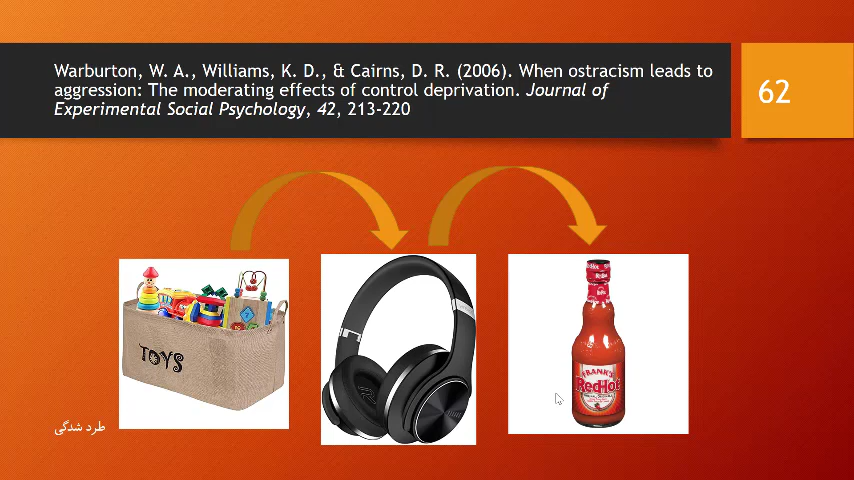 Warburton, W. A., Williams, K. D., & Cairns, D. R. (2006). When ostracism leads to
aggression: The moderating effects of control deprivation. Journal of
Experimental Social Psychology, 42, 213-220
62
TOYS
FRANK'S
RedHot
طرد شدگی